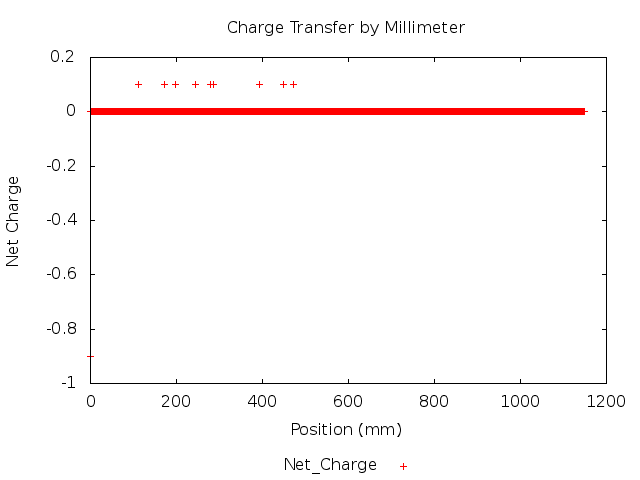 Charge Transfer by Millimeter
0.2
0
-0.2
-0.4
-0.6
-0.8
-1
Net Charge
0 200 400 600 800 1000 1200
Position (mm)
Net_Charge